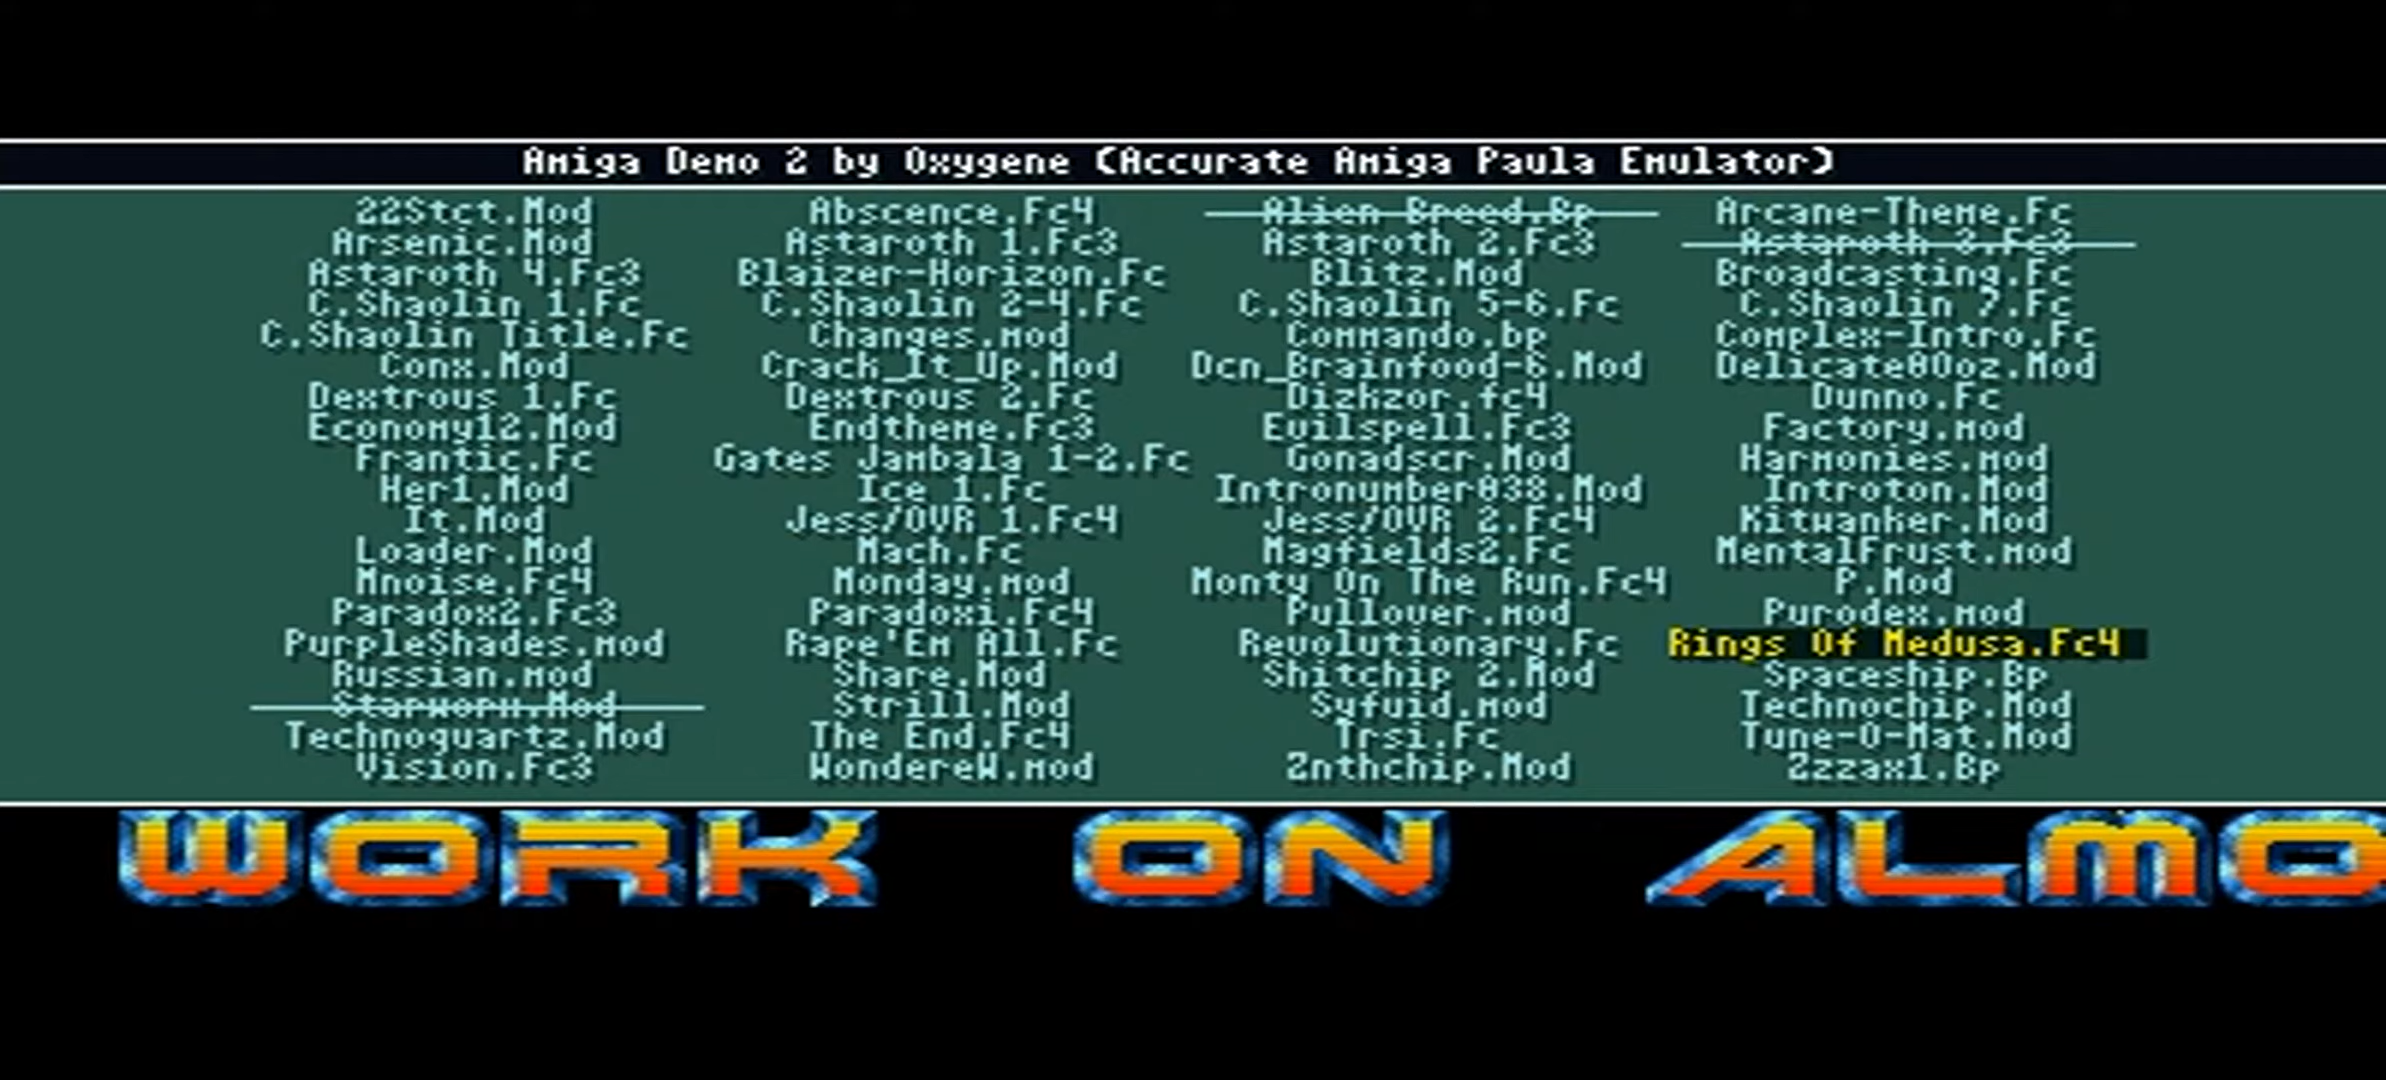 Amiga Demo 2 by Oxygene (Accurate Amiga Paula Emulator)
22Stct.Mod Abscence.Fc4 Alien Breed.Bp Arcane-Theme.Fc
Arsenic.Mod Astaroth 1.Fc3 Astaroth 2.Fc3 Astaroth 3.Fc3
Astaroth 4.Fc3 Blaizer-Horizon.Fc Blitz.Mod Broadcasting.Fc
C.Shaolin 1.Fc C.Shaolin 2-4.Fc C.Shaolin 5-6.Fc C.Shaolin 7.Fc
C.Shaolin Title.Fc Changes.mod Commando.bp Complex-Intro.Fc
Conx.Mod Crack_It_Up.Mod Dcn_Brainfood-6.Mod Delicate00oz.Mod
Dextrous 1.Fc Dextrous 2.Fc Dizkzor.fc4 Dunno.Fc
Economy12.Mod Endtheme.Fc3 Evilspell.Fc3 Factory.mod
Frantic.Fc Gates Jambala 1-2.Fc Gonadscr.Mod Harmonies.mod
Her1.Mod Ice 1.Fc Intronumber038.Mod Introton.Mod
It.Mod Jess/OVR 1.Fc4 Jess/OVR 2.Fc4 Kitwanker.Mod
Loader.Mod Mach.Fc Magfields2.Fc MentalFrust.mod
Mnoise.Fc4 Monday.mod Monty On The Run.Fc4 P.Mod
Paradox2.Fc3 Paradoxi.Fc4 Pullover.mod Purodex.mod
PurpleShades.mod Rape'Em All.Fc Revolutionary.Fc Rings Of Medusa.Fc4
Russian.mod Share.Mod Shitchip 2.Mod Spaceship.Bp
Starworm.Mod Strill.Mod Syfuid.mod Technochip.Mod
Technoquartz.Mod The End.Fc4 Trsi.Fc Tune-O-Mat.Mod
Vision.Fc3 WondereW.mod Znthchip.Mod Zzzax1.Bp
WORK ON ALMO